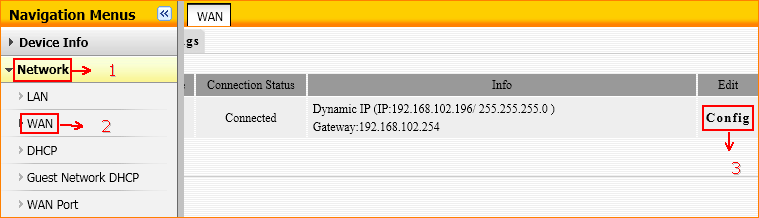 Navigation Menus «
WAN
Device Info
gs
Network 1
Connection Status Info Edit
LAN
Connected Dynamic IP (IP:192.168.102.196/ 255.255.255.0 )
Gateway:192.168.102.254
Config
WAN 2
DHCP
3
Guest Network DHCP
WAN Port